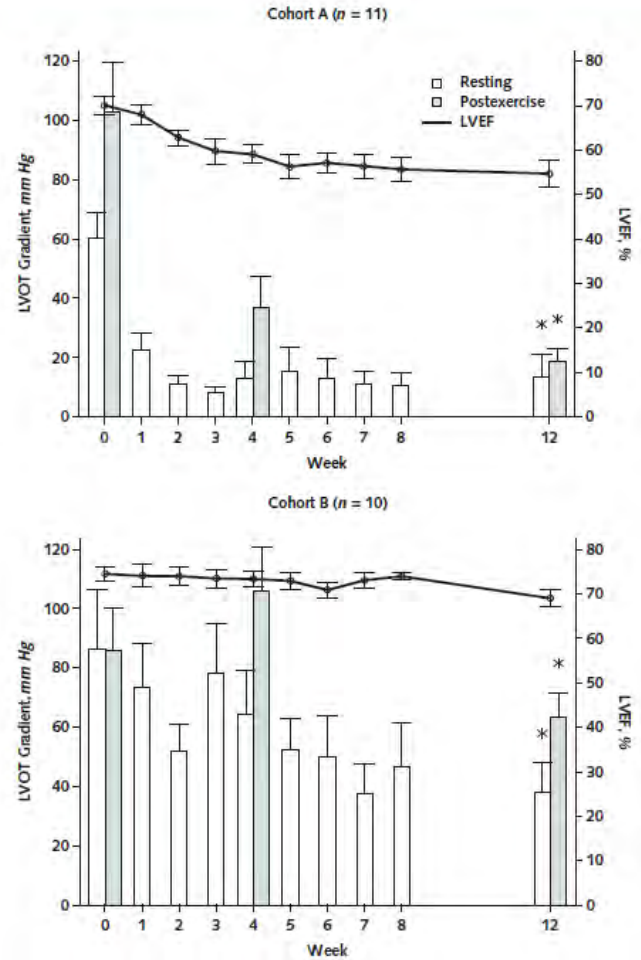 Cohort A (n = 11)
120
100
80
60
40
20
0
LVOT Gradient, mm Hg
80
70
60
50
40
30
20
10
0
LVEF, %
Resting
Postexercise
LVEF
* *
0 1 2 3 4 5 6 7 8 12
Week
Cohort B (n = 10)
120
100
80
60
40
20
0
LVOT Gradient, mm Hg
80
70
60
50
40
30
20
10
0
LVEF, %
* *
0 1 2 3 4 5 6 7 8 12
Week